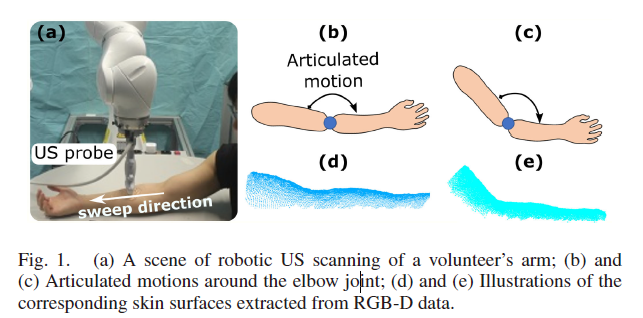 (a)
(b)
(c)
Articulated
motion
US probe
sweep direction
(d)
(e)
Fig. 1. (a) A scene of robotic US scanning of a volunteer's arm; (b) and
(c) Articulated motions around the elbow joint; (d) and (e) Illustrations of the
corresponding skin surfaces extracted from RGB-D data.